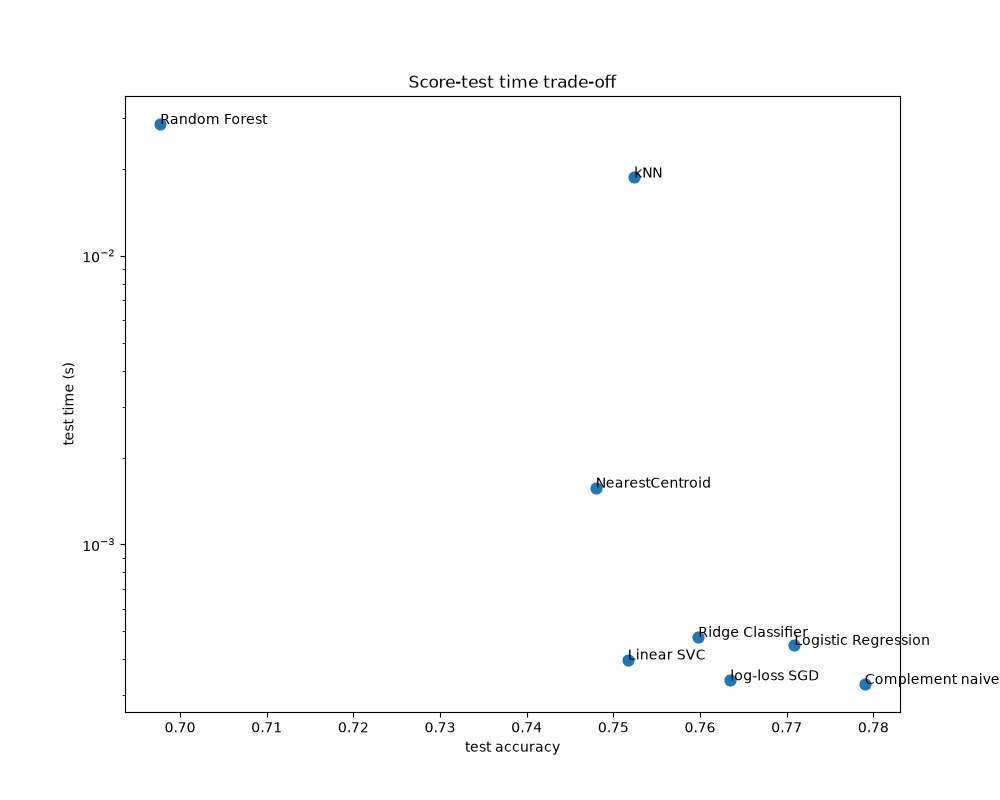 Score-test time trade-off
Random Forest
kNN
10⁻²
test time (s)
NearestCentroid
10⁻³
Ridge Classifier
Logistic Regression
Linear SVC
log-loss SGD
Complement naive
0.70 0.71 0.72 0.73 0.74 0.75 0.76 0.77 0.78
test accuracy